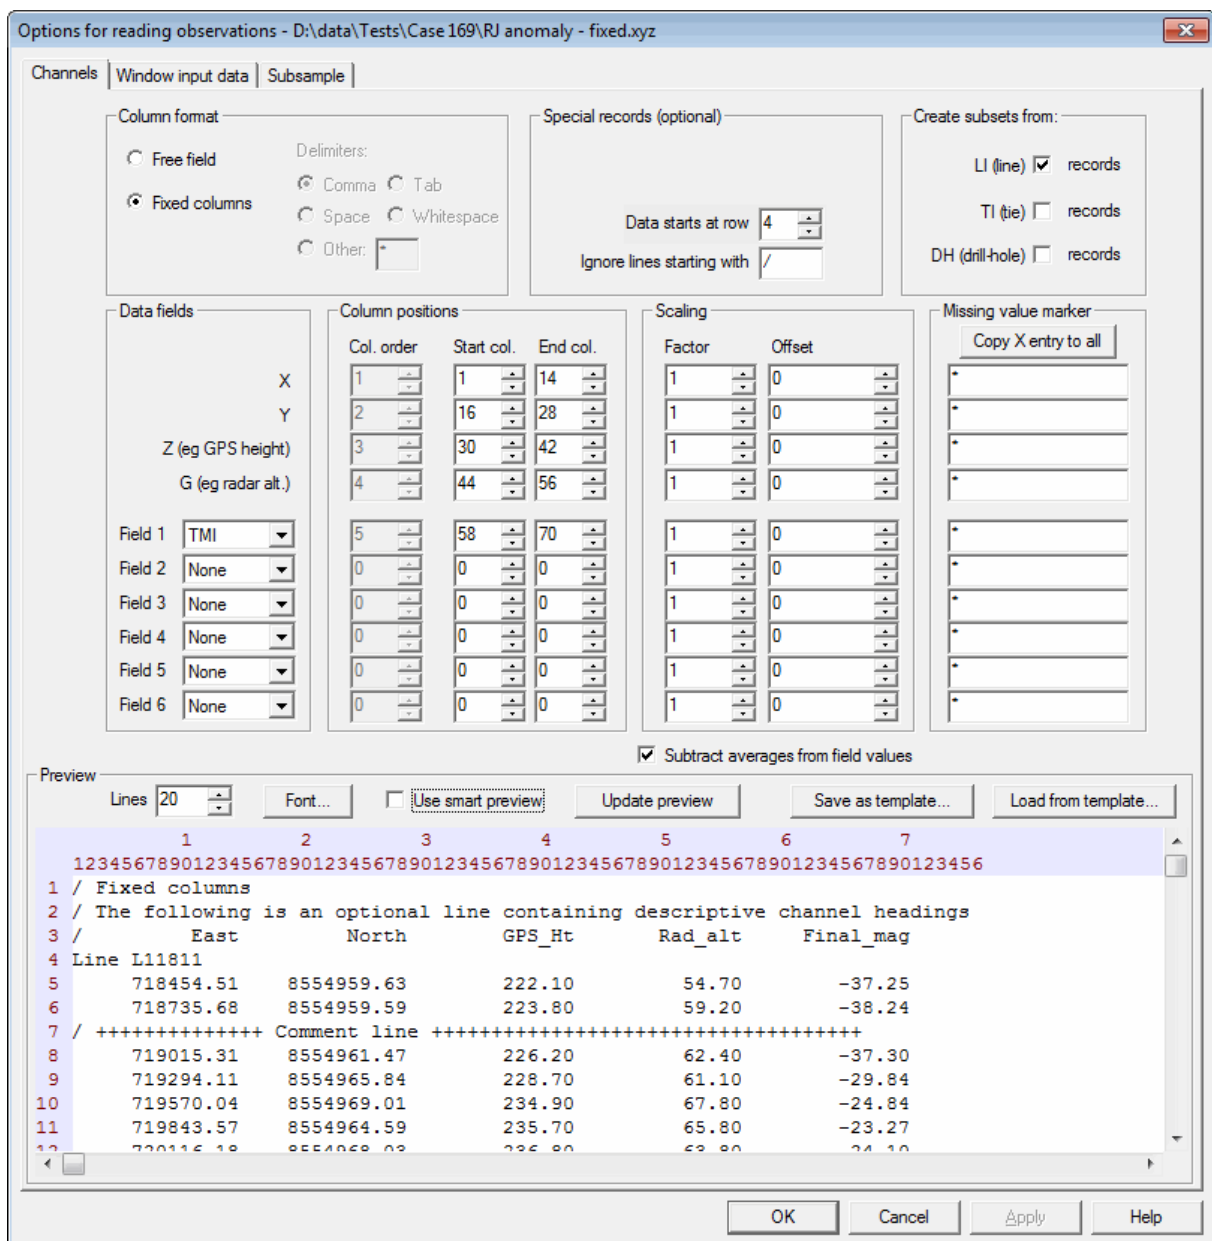 Options for reading observations - D:\data\Tests\Case 169\RJ anomaly - fixed.xyz
Channels Window input data Subsample
Column format Special records (optional) Create subsets from:
Free field Delimiters:
Fixed columns Comma Tab
Space Whitespace
Other: *
Data starts at row 4
Ignore lines starting with /
LI (line) records
TI (tie) records
DH (drill-hole) records
Data fields Column positions Scaling Missing value marker
Col. order Start col. End col. Factor Offset Copy X entry to all
X 1 1 14 1 0 *
Y 2 16 28 1 0 *
Z (eg GPS height) 3 30 42 1 0 *
G (eg radar alt.) 4 44 56 1 0 *
Field 1 TMI 5 58 70 1 0 *
Field 2 None 0 0 0 1 0 *
Field 3 None 0 0 0 1 0 *
Field 4 None 0 0 0 1 0 *
Field 5 None 0 0 0 1 0 *
Field 6 None 0 0 0 1 0 *
Subtract averages from field values
Preview
Lines 20 Font... Use smart preview Update preview Save as template... Load from template...
1 2 3 4 5 6 7
1234567890123456789012345678901234567890123456789012345678901234567890123456
1 / Fixed columns
2 / The following is an optional line containing descriptive channel headings
3 / East North GPS_Ht Rad_alt Final_mag
4 Line L11811
5 718454.51 8554959.63 222.10 54.70 -37.25
6 718735.68 8554959.59 223.80 59.20 -38.24
7 / ++++++++++++++ Comment line ++++++++++++++++++++++++++++++++++++
8 719015.31 8554961.47 226.20 62.40 -37.30
9 719294.11 8554965.84 228.70 61.10 -29.84
10 719570.04 8554969.01 234.90 67.80 -24.84
11 719843.57 8554964.59 235.70 65.80 -23.27
12 720116.18 8554968.03 236.80 63.80 -24.10
OK Cancel Apply Help